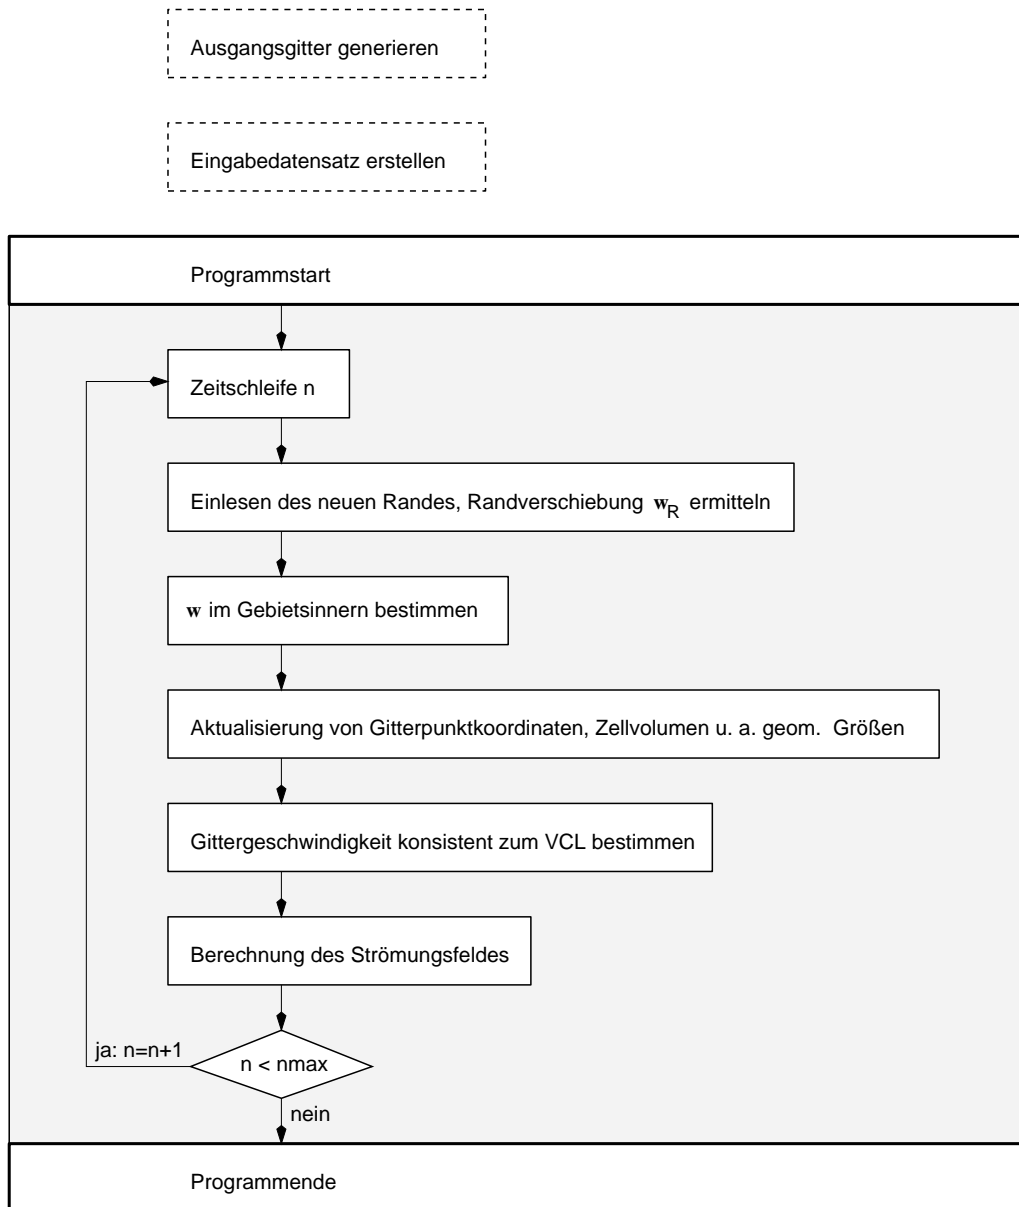 Ausgangsgitter generieren
Eingabedatensatz erstellen
Programmstart
Zeitschleife n
Einlesen des neuen Randes, Randverschiebung w_R ermitteln
w im Gebietsinnern bestimmen
Aktualisierung von Gitterpunktkoordinaten, Zellvolumen u. a. geom. Größen
Gittergeschwindigkeit konsistent zum VCL bestimmen
Berechnung des Strömungsfeldes
ja: n=n+1
n < nmax
nein
Programmende